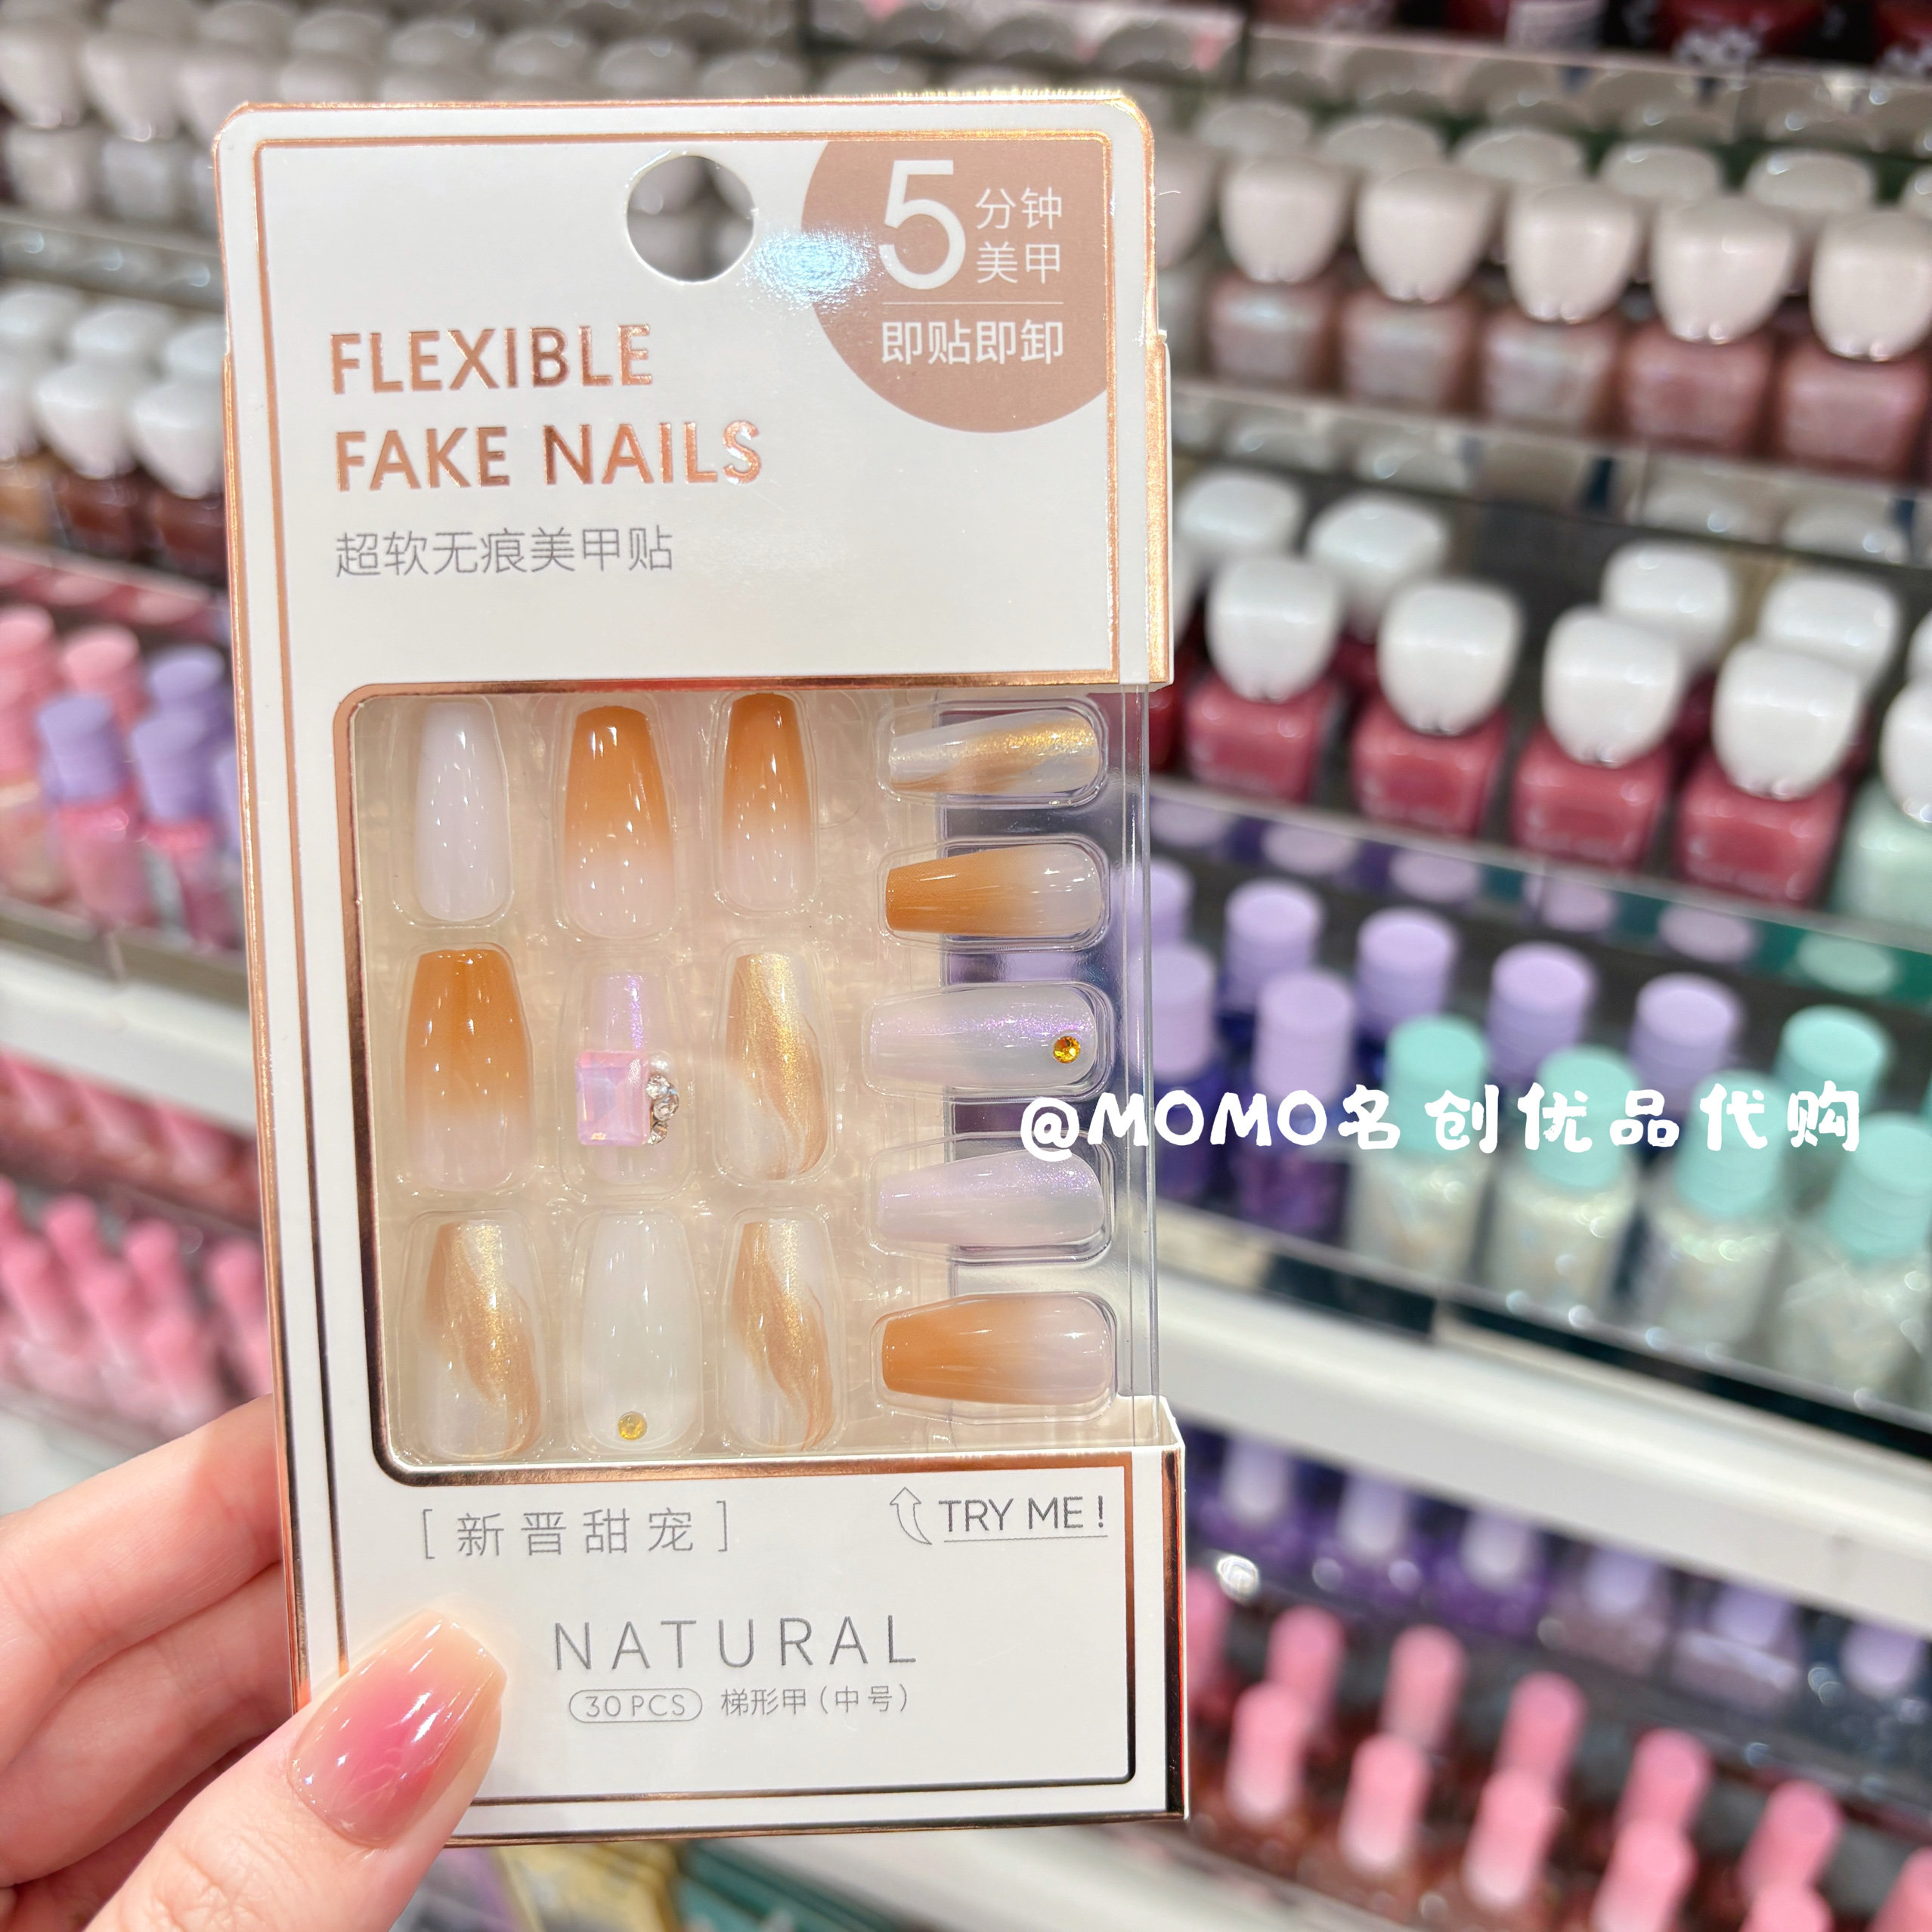 5分钟
美甲
即贴即卸
FLEXIBLE
FAKE NAILS
超软无痕美甲贴
@MOMO名创优品代购
[新晋甜宠]
TRY ME!
NATURAL
30PCS 梯形甲(中号)